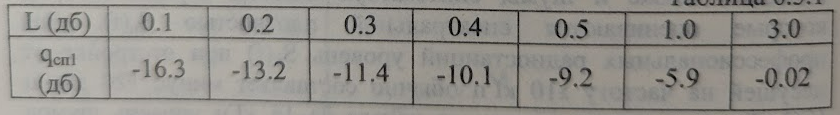 Таблица 6.3.1
L (дб) 0.1 0.2 0.3 0.4 0.5 1.0 3.0
qсп1 (дб) -16.3 -13.2 -11.4 -10.1 -9.2 -5.9 -0.02